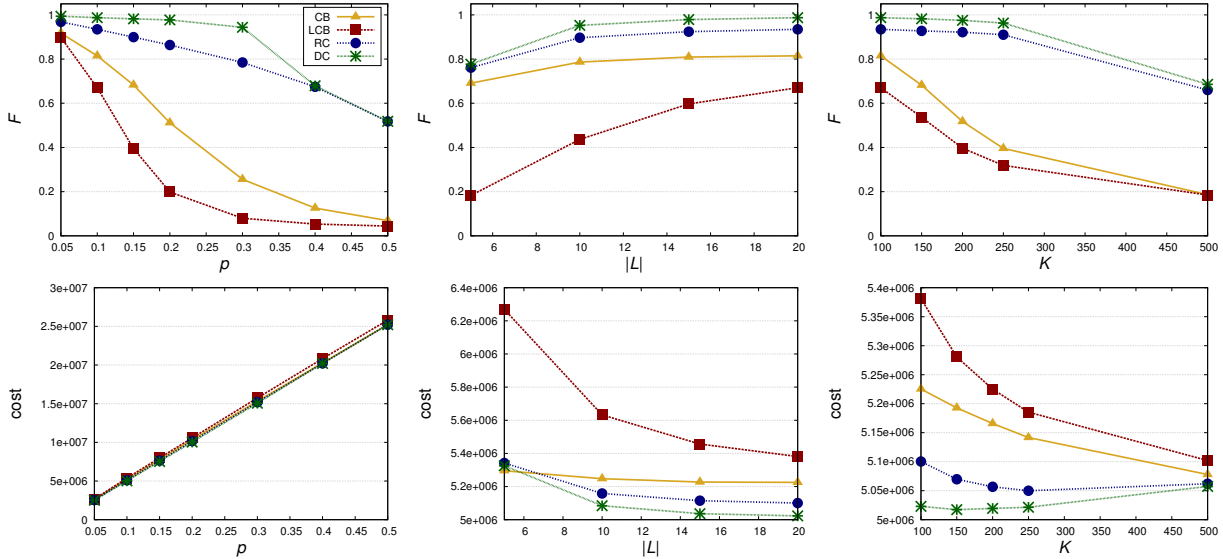 1
0.8
0.6
0.4
0.2
0
F
0.05 0.1 0.15 0.2 0.25 0.3 0.35 0.4 0.45 0.5
p
CB
LCB
RC
DC
1
0.8
0.6
0.4
0.2
0
F
6 8 10 12 14 16 18 20
|L|
1
0.8
0.6
0.4
0.2
0
F
100 150 200 250 300 350 400 450 500
K
3e+007
2.5e+007
2e+007
1.5e+007
1e+007
5e+006
0
cost
0.05 0.1 0.15 0.2 0.25 0.3 0.35 0.4 0.45 0.5
p
6.4e+006
6.2e+006
6e+006
5.8e+006
5.6e+006
5.4e+006
5.2e+006
5e+006
cost
6 8 10 12 14 16 18 20
|L|
5.4e+006
5.35e+006
5.3e+006
5.25e+006
5.2e+006
5.15e+006
5.1e+006
5.05e+006
5e+006
cost
100 150 200 250 300 350 400 450 500
K